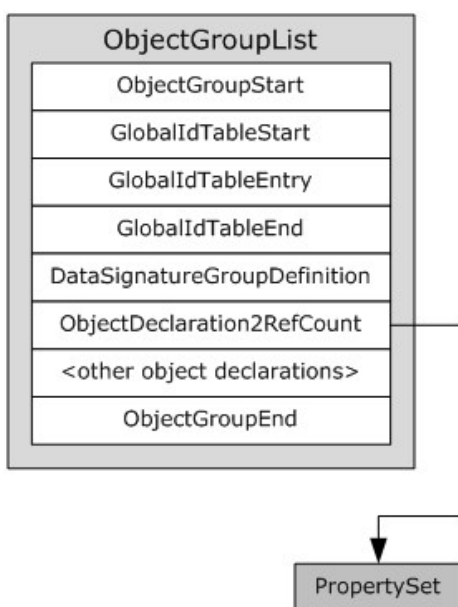 ObjectGroupList
ObjectGroupStart
GlobalIdTableStart
GlobalIdTableEntry
GlobalIdTableEnd
DataSignatureGroupDefinition
ObjectDeclaration2RefCount
<other object declarations>
ObjectGroupEnd
PropertySet